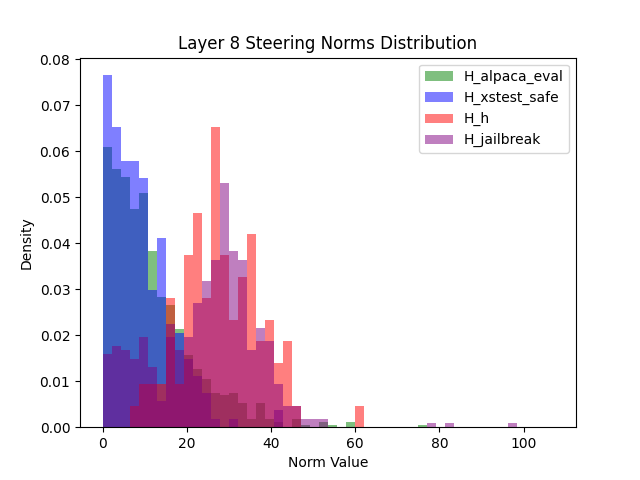 Layer 8 Steering Norms Distribution
H_alpaca_eval
H_xstest_safe
H_h
H_jailbreak
0.08
0.07
0.06
0.05
0.04
0.03
0.02
0.01
0.00
Density
0 20 40 60 80 100
Norm Value